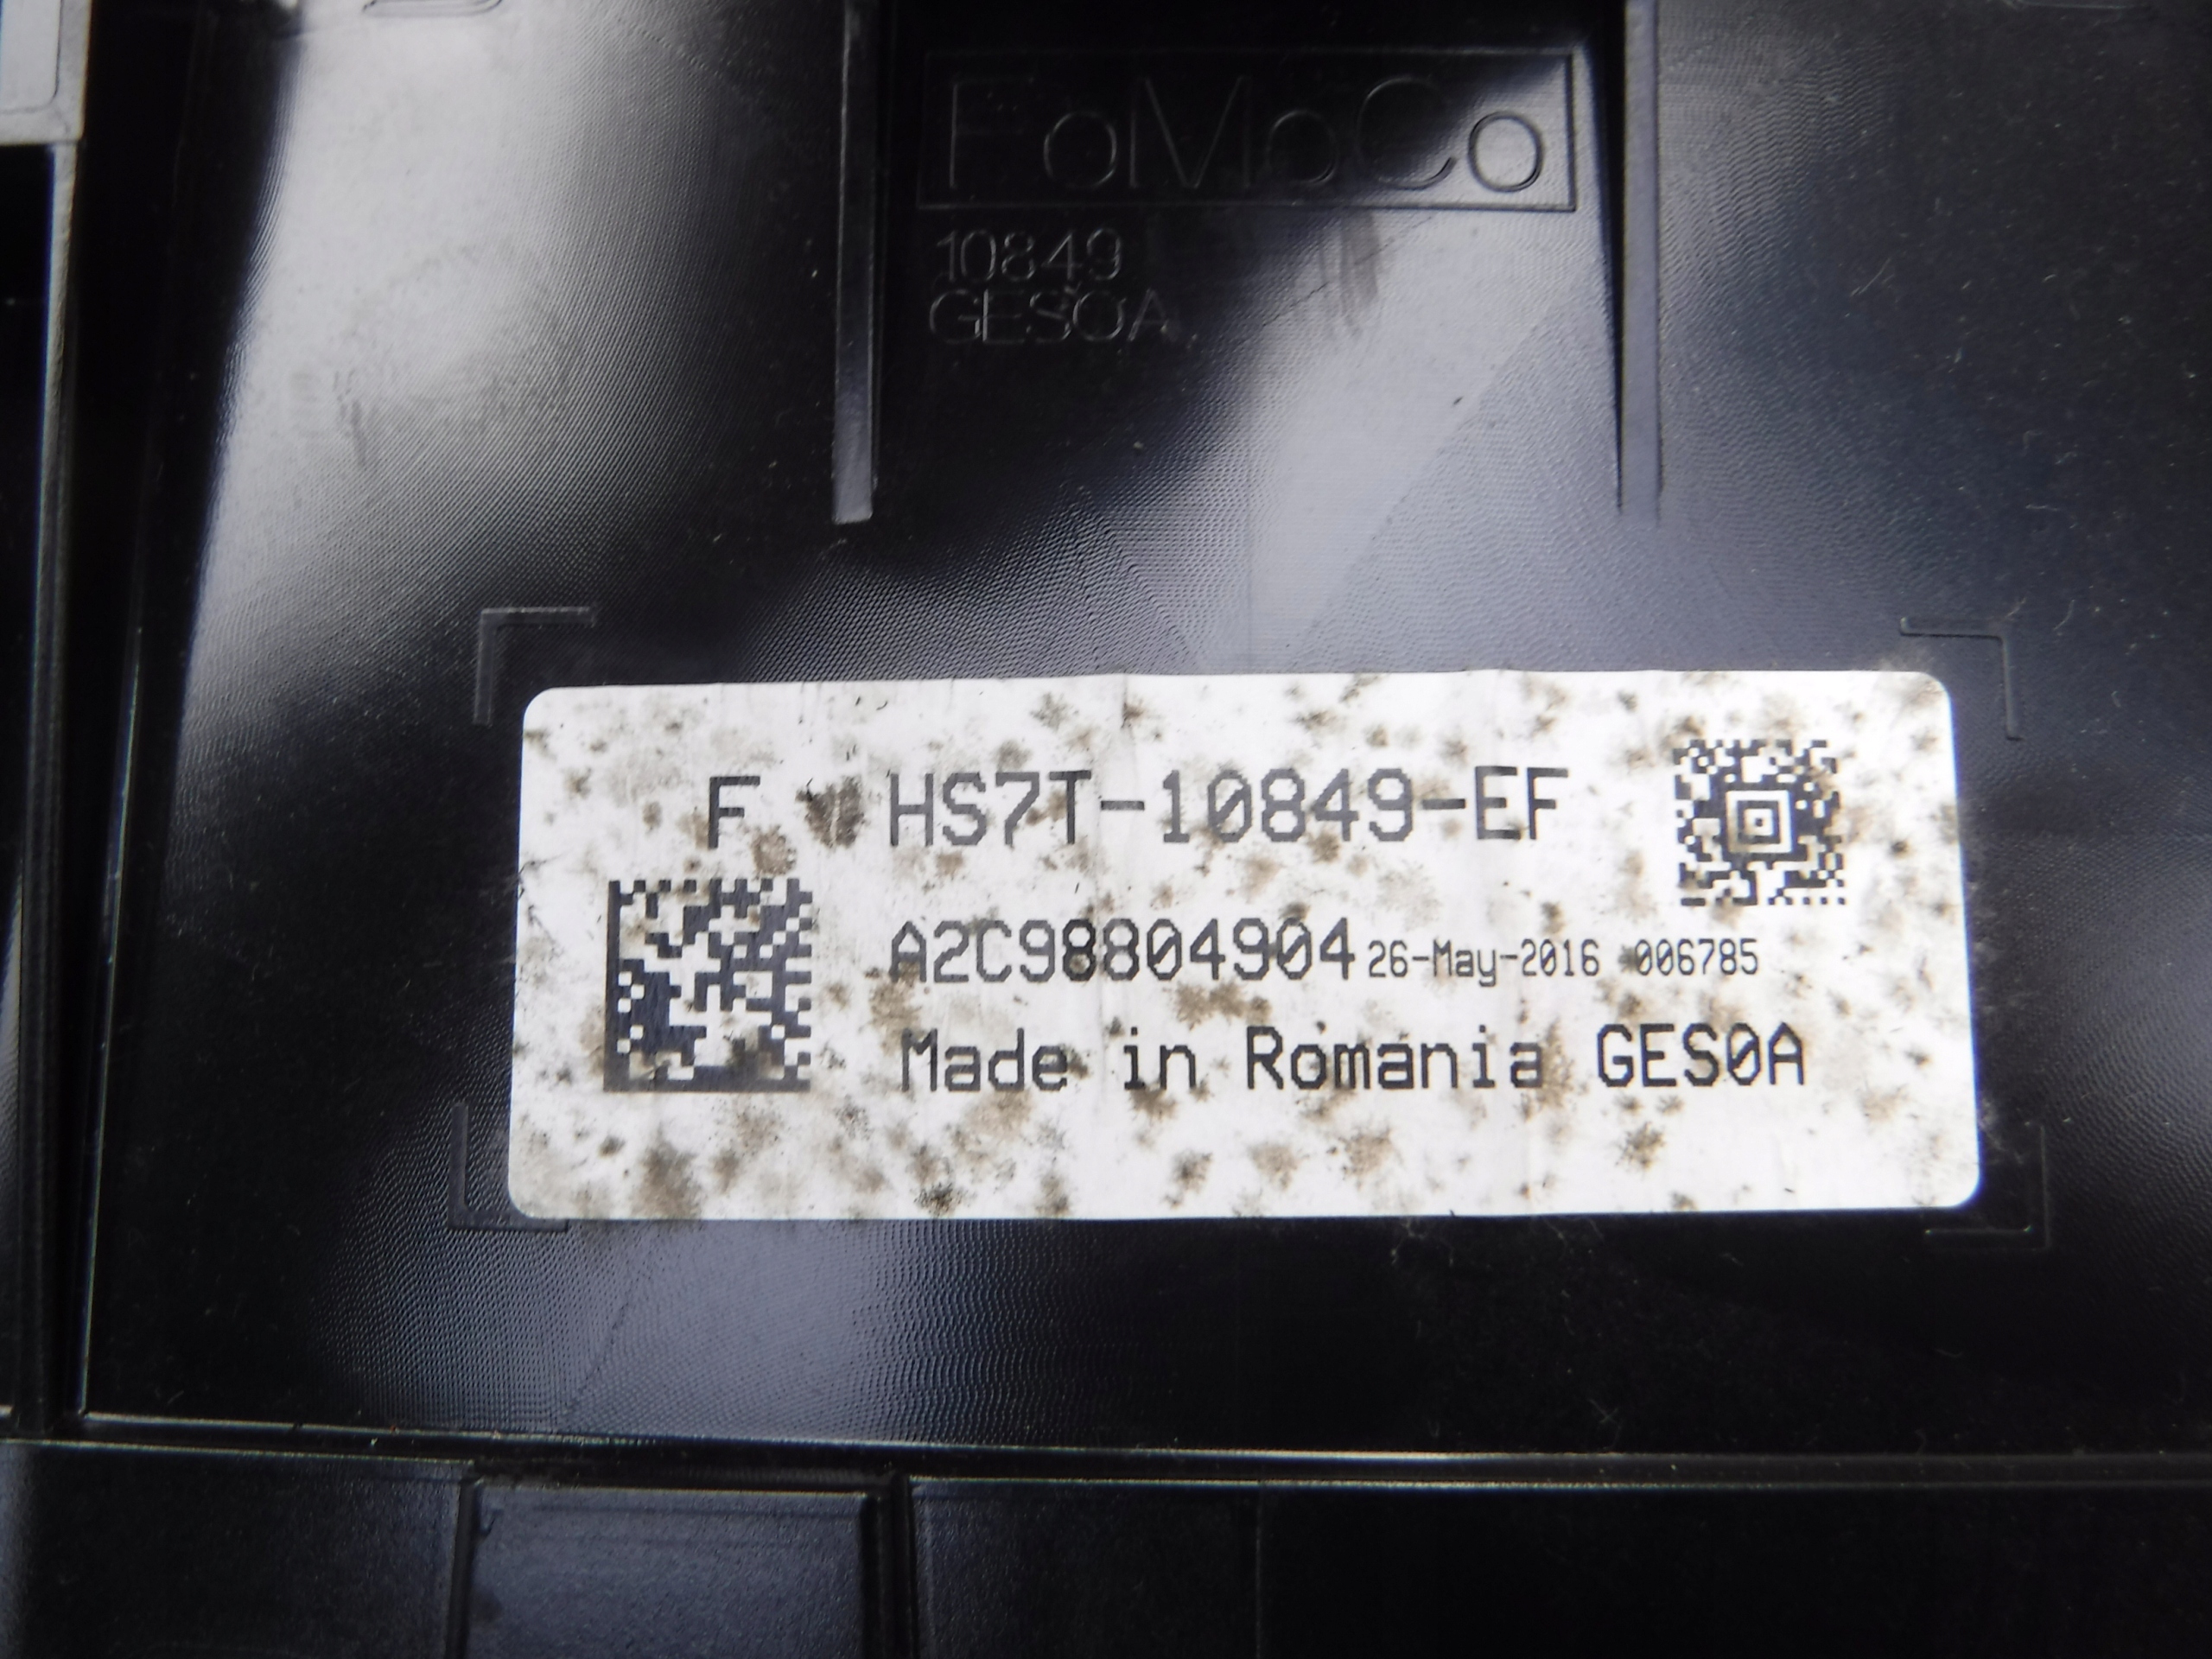 FoMoCo
10849
GES0A
F HS7T-10849-EF
A2C98804904 26-May-2016 006785
Made in Romania GES0A